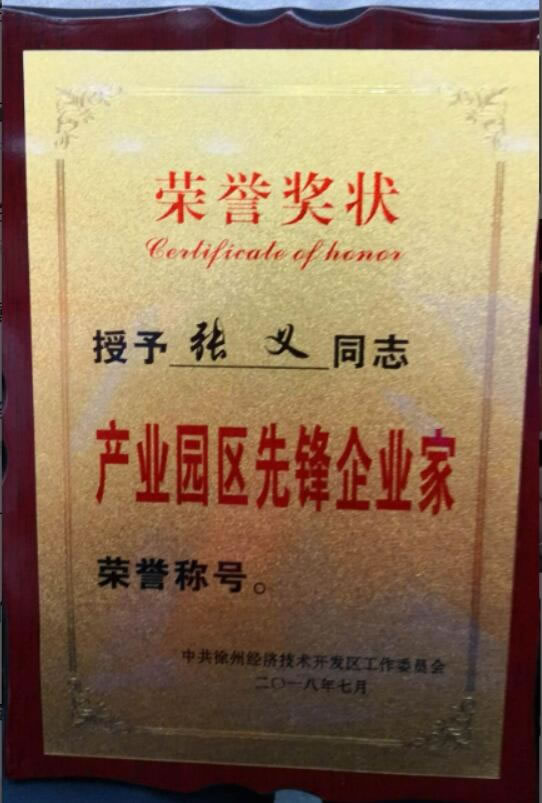 荣誉奖状
Certificate of honor
授予 张 义 同志
产业园区先锋企业家
荣誉称号。
中共徐州经济技术开发区工作委员会
二〇一八年七月